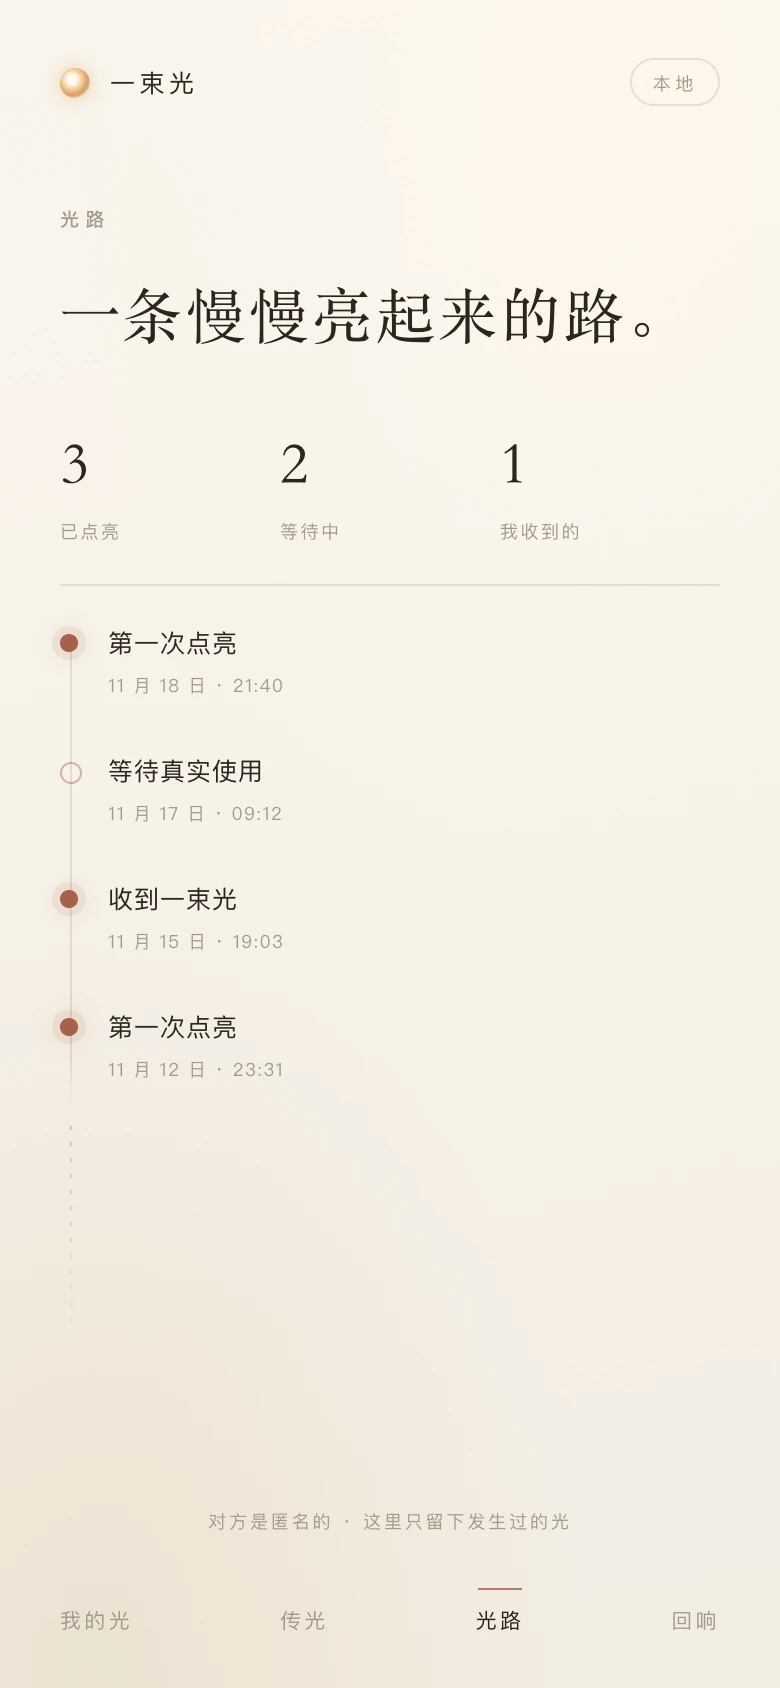 一束光
本地
光路
一条慢慢亮起来的路。
3 2 1
已点亮 等待中 我收到的
第一次点亮
11 月 18 日 · 21:40
等待真实使用
11 月 17 日 · 09:12
收到一束光
11 月 15 日 · 19:03
第一次点亮
11 月 12 日 · 23:31
对方是匿名的 · 这里只留下发生过的光
我的光 传光 光路 回响